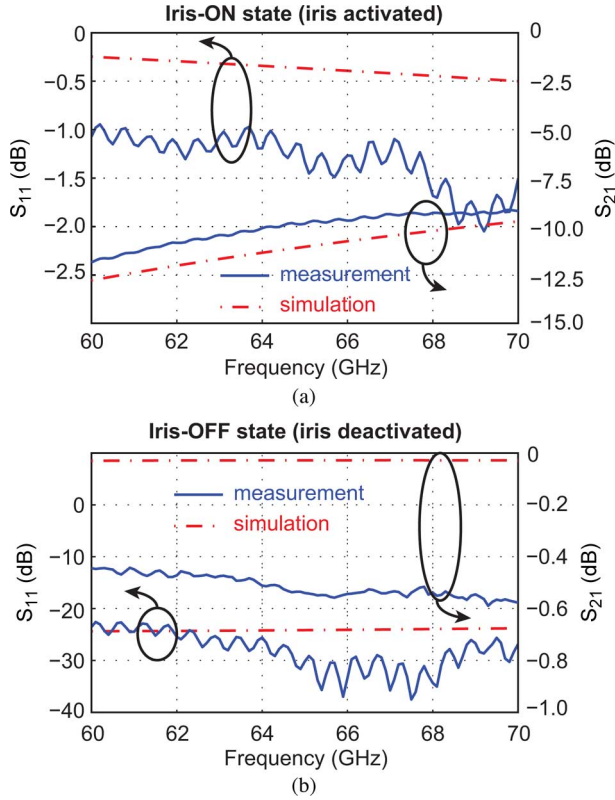 Iris-ON state (iris activated)
0
−0.5
−1.0
−1.5
−2.0
−2.5
S11 (dB)
0
−2.5
−5.0
−7.5
−10.0
−12.5
−15.0
S21 (dB)
measurement
simulation
60 62 64 66 68 70
Frequency (GHz)
(a)
Iris-OFF state (iris deactivated)
0
−10
−20
−30
−40
S11 (dB)
0
−0.2
−0.4
−0.6
−0.8
−1.0
S21 (dB)
measurement
simulation
60 62 64 66 68 70
Frequency (GHz)
(b)